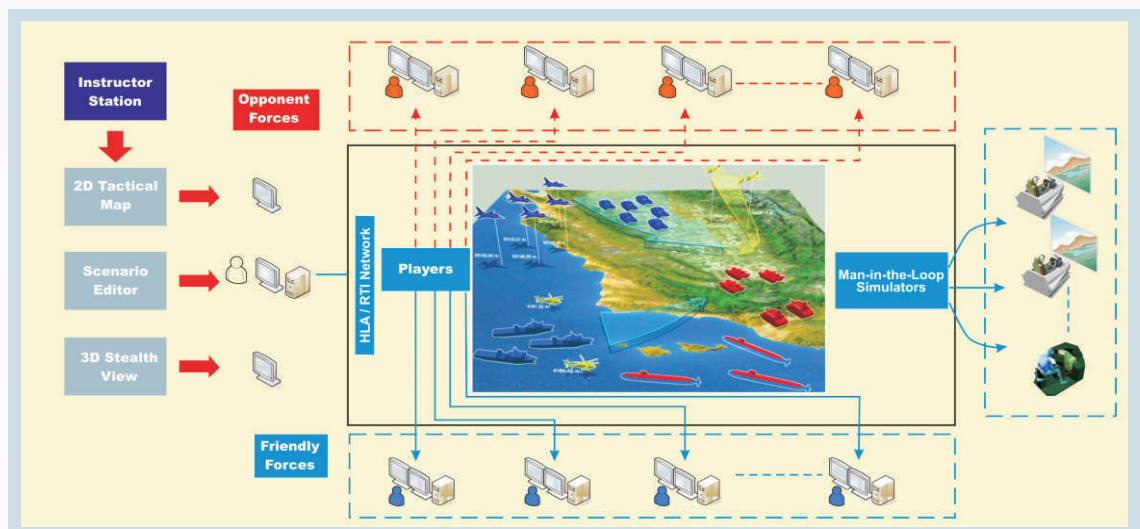 Instructor
Station
Opponent
Forces
2D Tactical
Map
Scenario
Editor
3D Stealth
View
HLA / RTI Network
Players
Man-in-the-Loop
Simulators
Friendly
Forces